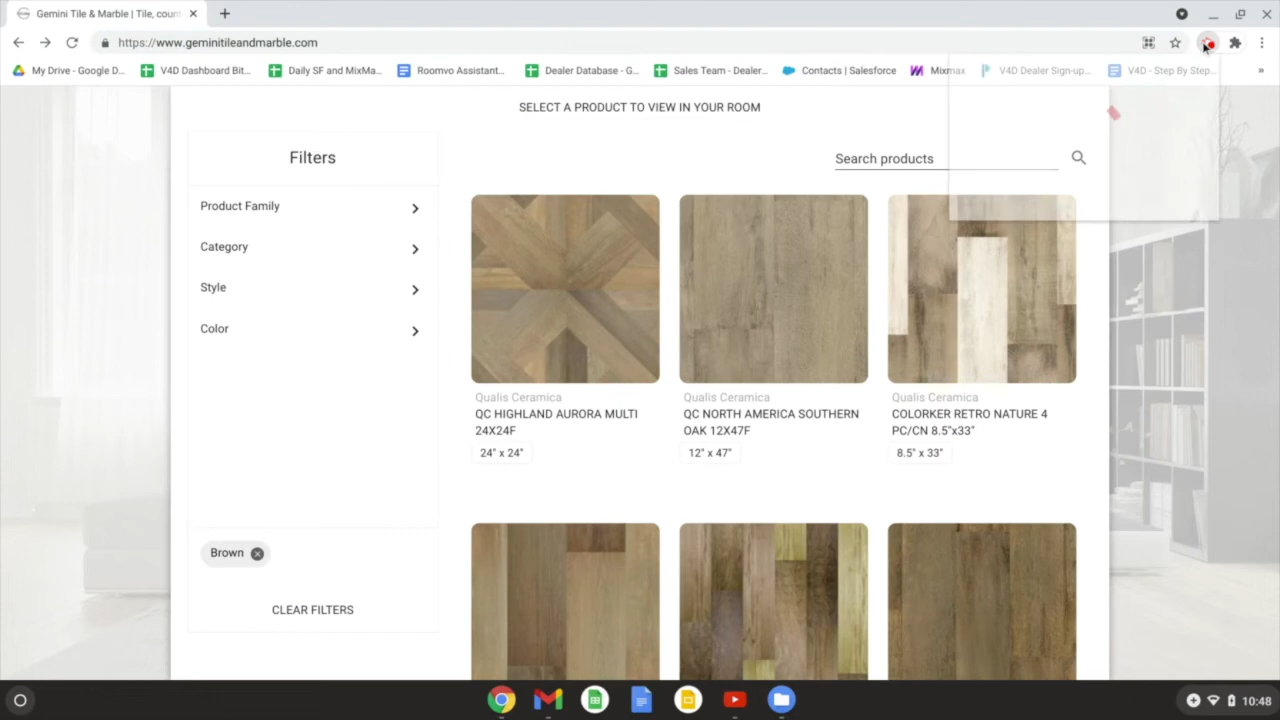 Gemini Tile & Marble | Tile, coun
https://www.geminitileandmarble.com
My Drive - Google D...
V4D Dashboard Bit...
Daily SF and MixMa...
Roomvo Assistant...
Dealer Database - G...
Sales Team - Dealer...
Contacts | Salesforce
Mixmax
V4D Dealer Sign-up...
V4D - Step By Step...
»
SELECT A PRODUCT TO VIEW IN YOUR ROOM
Filters
Search products
Product Family
Category
Style
Color
Qualis Ceramica
QC HIGHLAND AURORA MULTI
24X24F
24" x 24"
Qualis Ceramica
QC NORTH AMERICA SOUTHERN
OAK 12X47F
12" x 47"
Qualis Ceramica
COLORKER RETRO NATURE 4
PC/CN 8.5"x33"
8.5" x 33"
Brown
CLEAR FILTERS
10:48